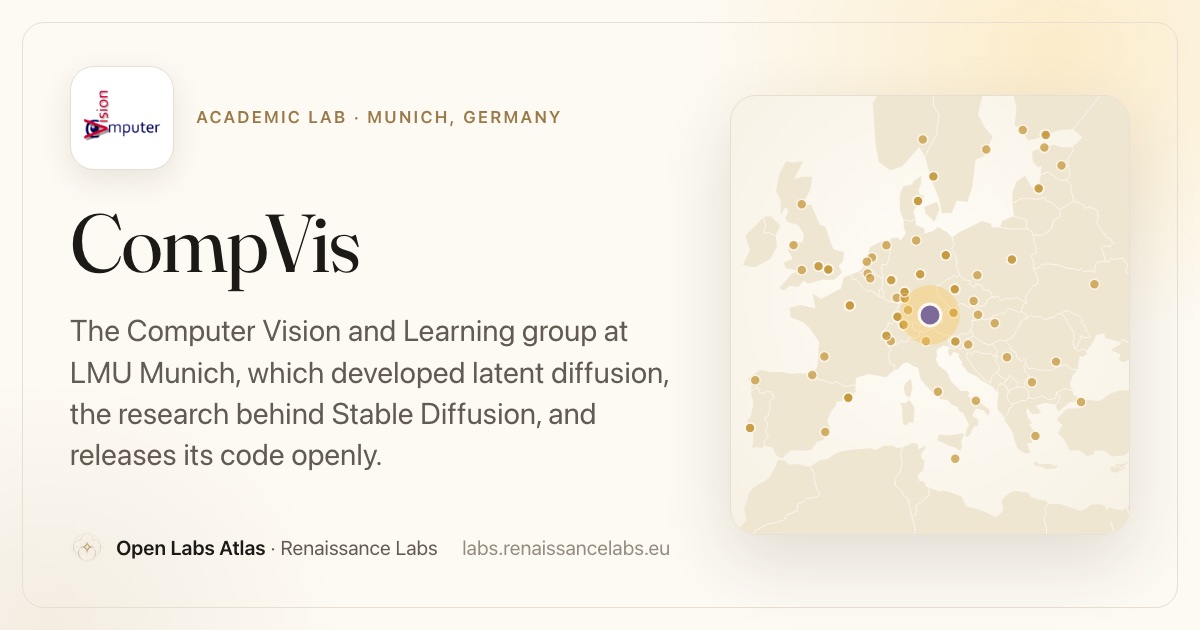 Vision
Computer
ACADEMIC LAB · MUNICH, GERMANY
CompVis
The Computer Vision and Learning group at
LMU Munich, which developed latent diffusion,
the research behind Stable Diffusion, and
releases its code openly.
Open Labs Atlas · Renaissance Labs labs.renaissancelabs.eu